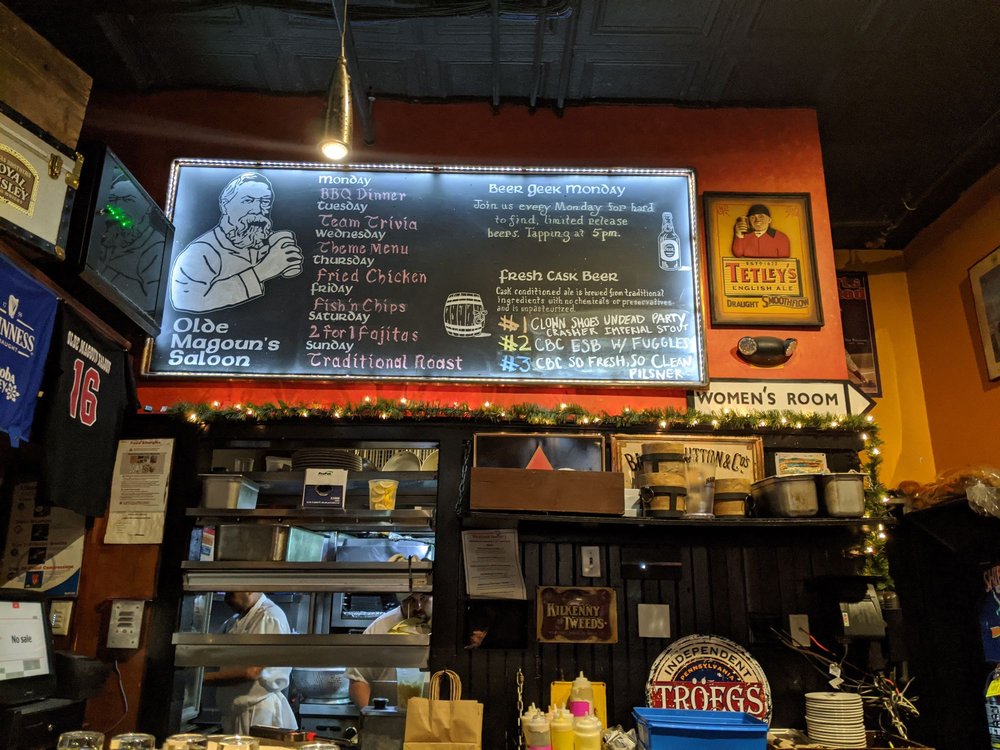 Monday
BBQ Dinner
Tuesday
Team Trivia
Wednesday
Theme Menu
Thursday
Fried Chicken
Friday
Fish'n Chips
Saturday
2 for 1 Fajitas
Sunday
Traditional Roast
Olde
Magoun's
Saloon
Beer Geek Monday
Join us every Monday for hard
to find, limited release
beers. Tapping at 5pm.
Fresh Cask Beer
Cask conditioned ale is brewed from traditional
ingredients with no chemicals or preservatives
and is unpasteurized.
#1 CLOWN SHOES UNDEAD PARTY
CRASHER IMPERIAL STOUT
#2 CBC ESB W/ FUGGLES
#3 CBC SO FRESH, SO CLEAN
PILSNER
TETLEY'S
ENGLISH ALE
DRAUGHT SMOOTHFLOW
WOMEN'S ROOM
GUINNESS
OLDE MAGOUN'S SALOON
16
No sale
KILKENNY
TWEEDS
INDEPENDENT
PENNSYLVANIA
TRÖEGS